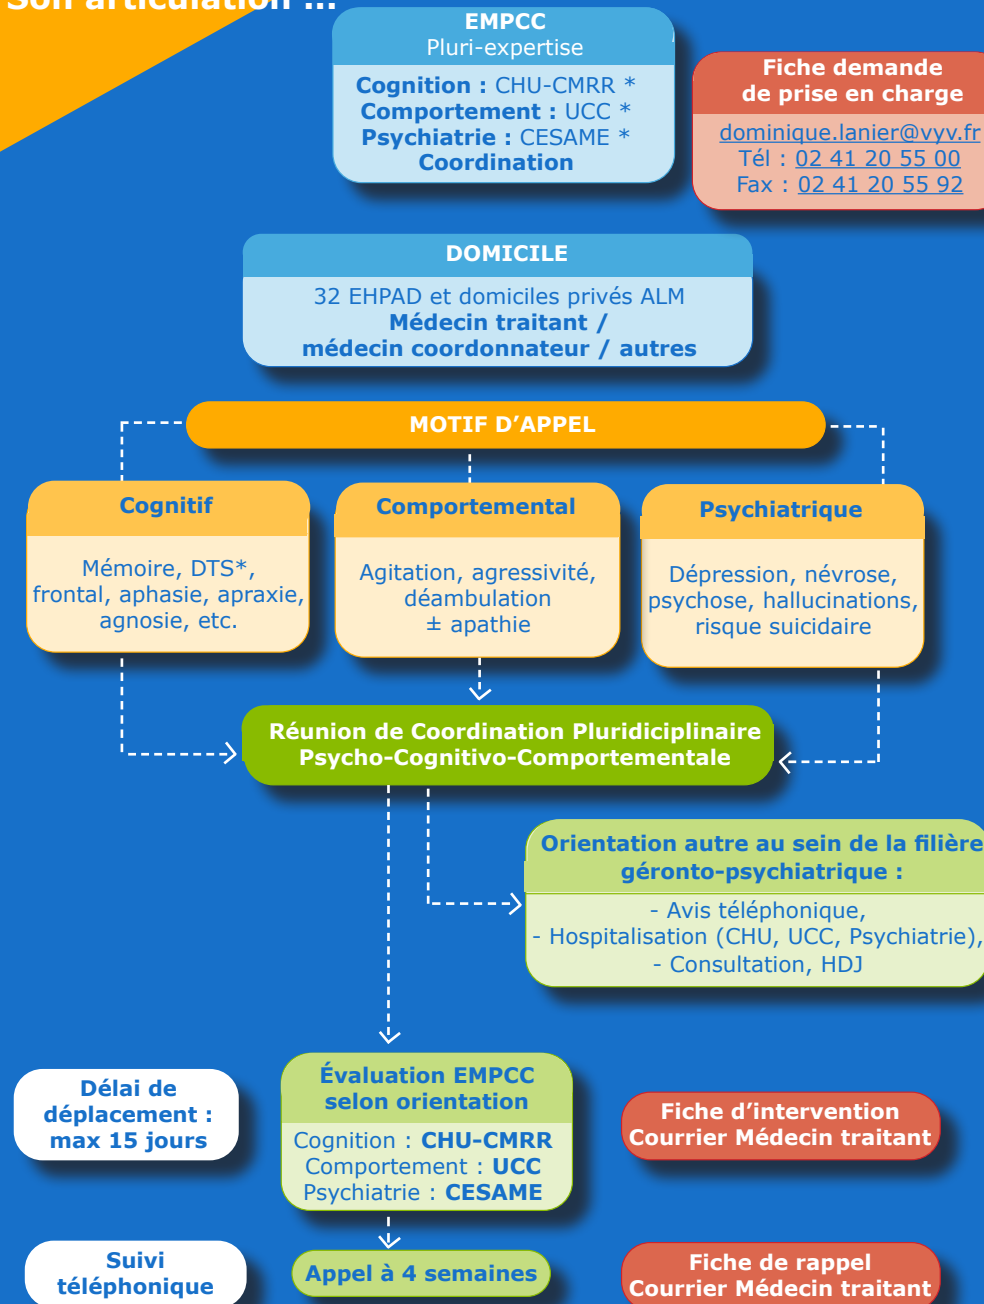 Son articulation ...
EMPCC
Pluri-expertise
Cognition : CHU-CMRR *
Comportement : UCC *
Psychiatrie : CESAME *
Coordination
Fiche demande
de prise en charge
dominique.lanier@vyv.fr
Tél : 02 41 20 55 00
Fax : 02 41 20 55 92
DOMICILE
32 EHPAD et domiciles privés ALM
Médecin traitant /
médecin coordonnateur / autres
MOTIF D’APPEL
Cognitif
Mémoire, DTS*,
frontal, aphasie, apraxie,
agnosie, etc.
Comportemental
Agitation, agressivité,
déambulation
± apathie
Psychiatrique
Dépression, névrose,
psychose, hallucinations,
risque suicidaire
Réunion de Coordination Pluridiciplinaire
Psycho-Cognitivo-Comportementale
Orientation autre au sein de la filière
géronto-psychiatrique :
- Avis téléphonique,
- Hospitalisation (CHU, UCC, Psychiatrie),
- Consultation, HDJ
Délai de
déplacement :
max 15 jours
Évaluation EMPCC
selon orientation
Cognition : CHU-CMRR
Comportement : UCC
Psychiatrie : CESAME
Fiche d’intervention
Courrier Médecin traitant
Suivi
téléphonique
Appel à 4 semaines
Fiche de rappel
Courrier Médecin traitant